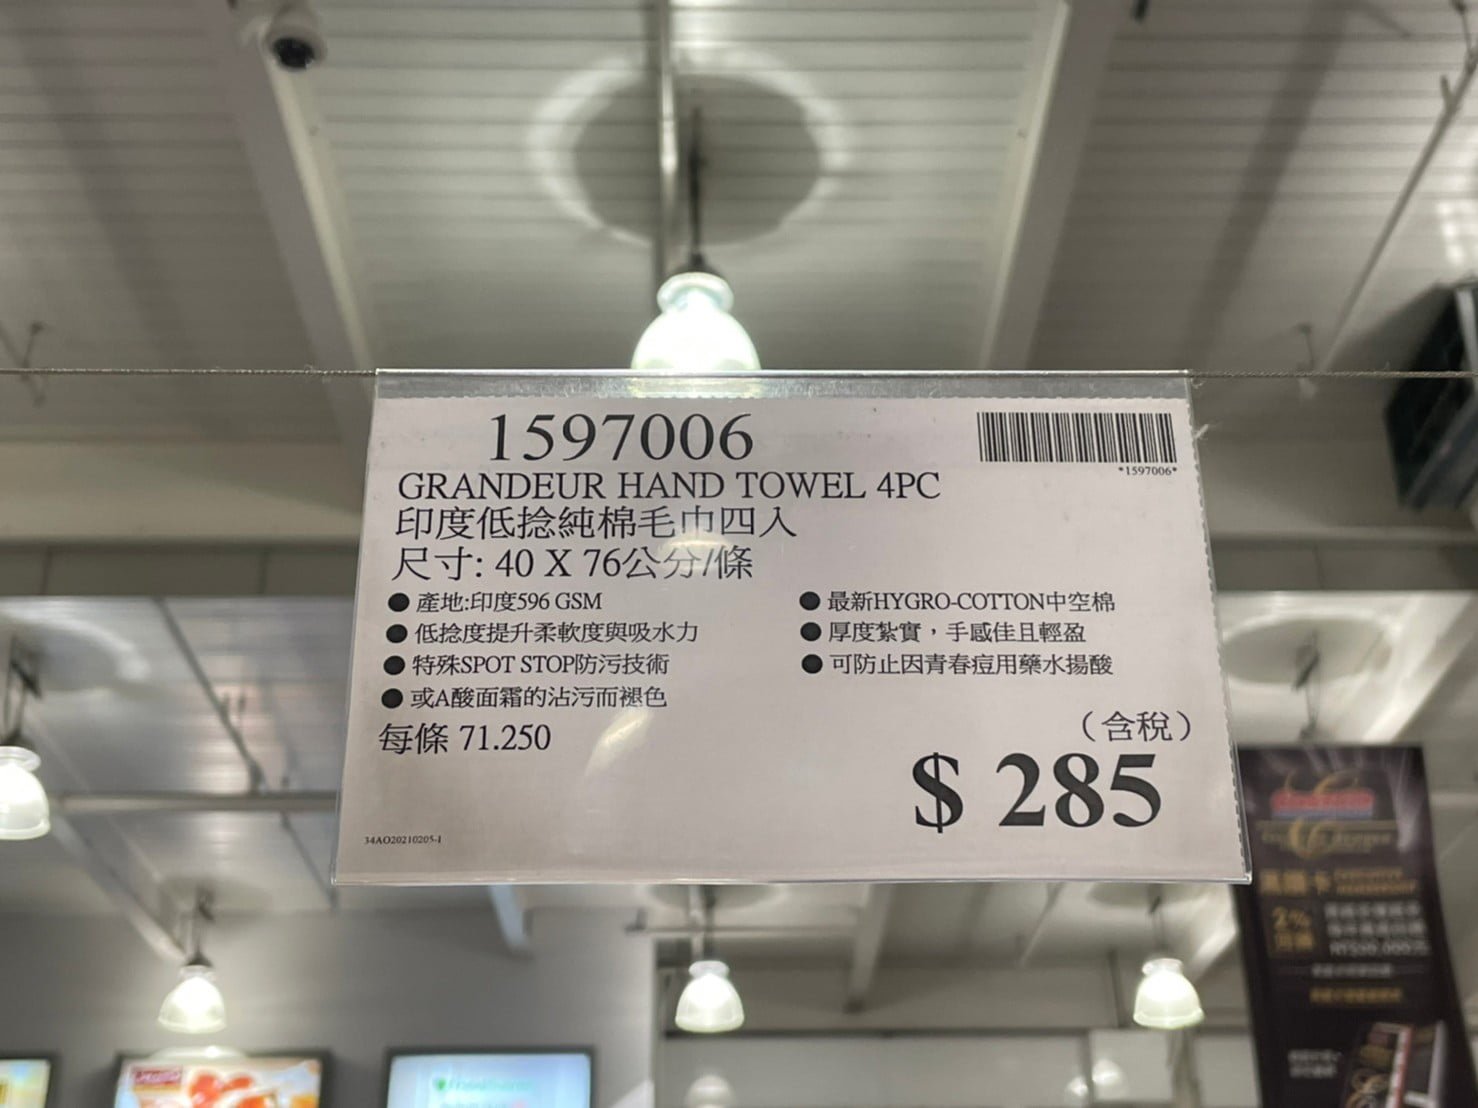 1597006
*1597006*
GRANDEUR HAND TOWEL 4PC
印度低捻純棉毛巾四入
尺寸: 40 X 76公分/條
● 產地:印度596 GSM
● 最新HYGRO-COTTON中空棉
● 低捻度提升柔軟度與吸水力
● 厚度紮實，手感佳且輕盈
● 特殊SPOT STOP防污技術
● 可防止因青春痘用藥水揚酸
● 或A酸面霜的沾污而褪色
每條 71.250
（含稅）
$ 285
34AO20210205-1
2%